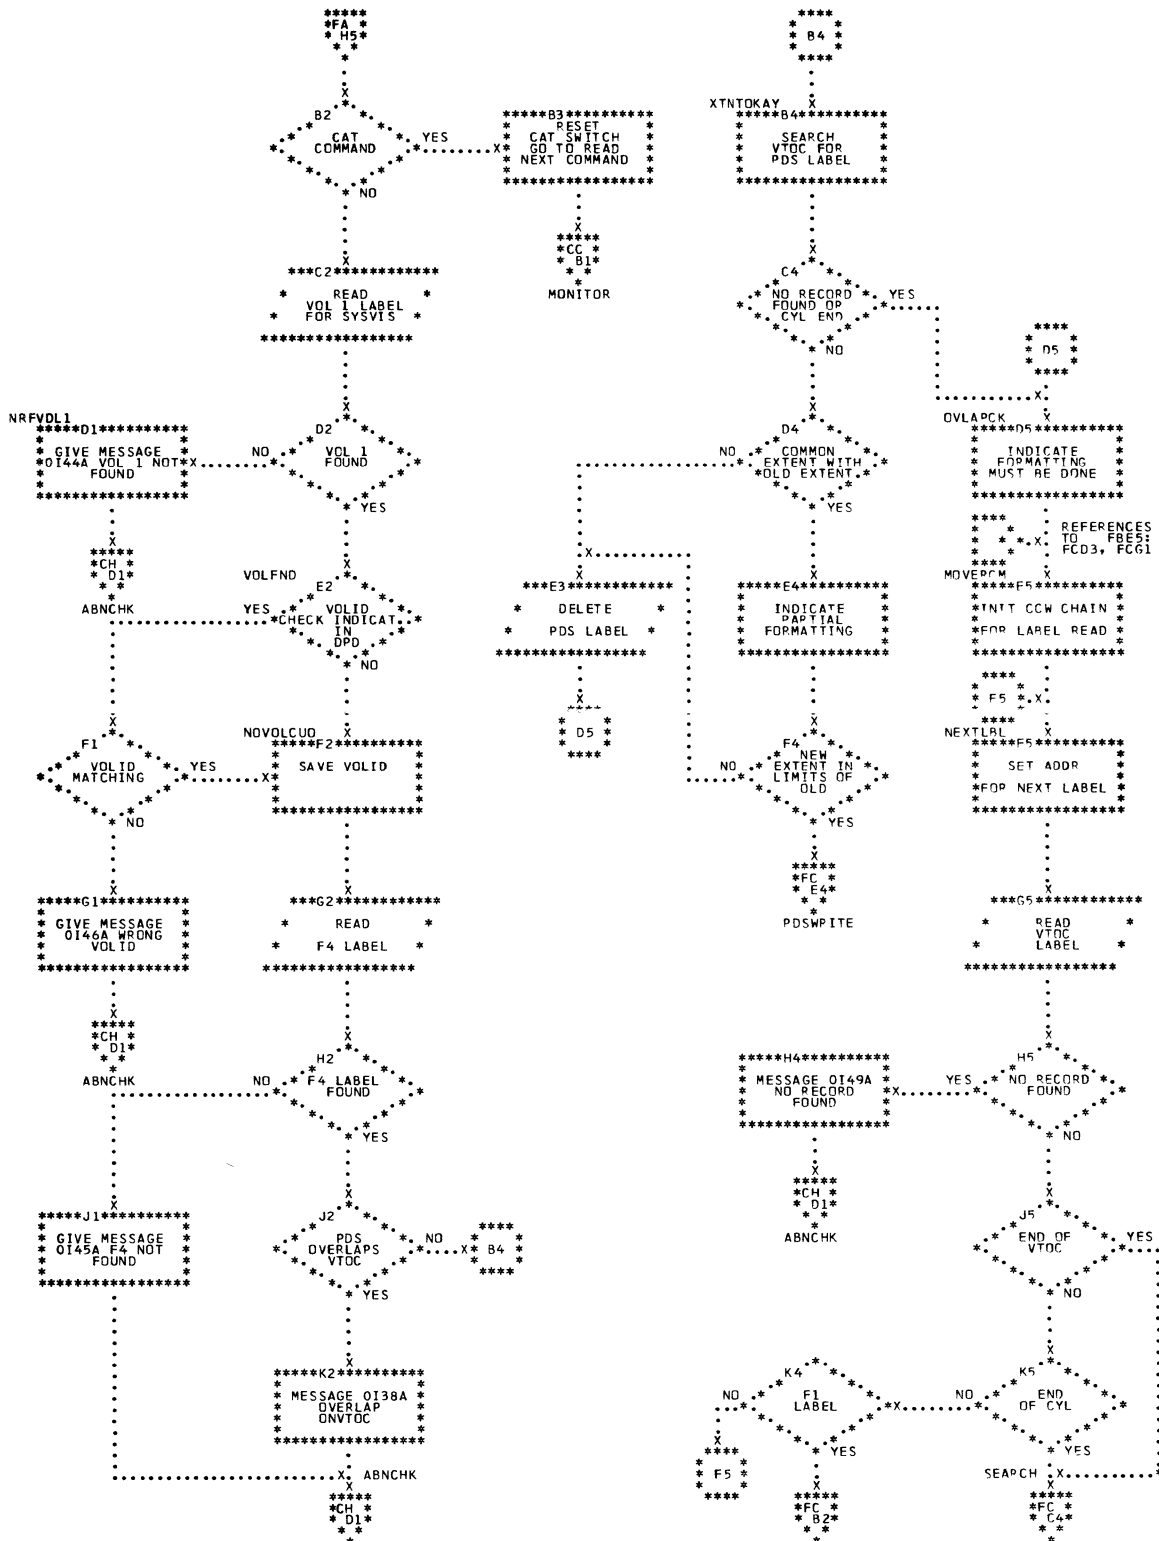 FA
H5
B2
CAT
COMMAND
YES
NO
B3
RESET
CAT SWITCH
GO TO READ
NEXT COMMAND
CC
B1
MONITOR
C2
READ
VOL 1 LABEL
FOR SYSVIS
D2
VOL 1
FOUND
NO
YES
NRFVDL1
D1
GIVE MESSAGE
0I44A VOL 1 NOT
FOUND
CH
D1
ABNCHK
VOLFND
E2
VOLID
CHECK INDICAT
IN
DPD
YES
NO
F1
VOLID
MATCHING
YES
NO
NOVOLCUO
F2
SAVE VOLID
G1
GIVE MESSAGE
0I46A WRONG
VOLID
CH
D1
ABNCHK
G2
READ
F4 LABEL
H2
F4 LABEL
FOUND
NO
YES
J1
GIVE MESSAGE
0I45A F4 NOT
FOUND
J2
PDS
OVERLAPS
VTOC
NO
B4
YES
K2
MESSAGE 0I38A
OVERLAP
ONVTOC
ABNCHK
CH
D1
B4
XTNTOKAY
B4
SEARCH
VTOC FOR
PDS LABEL
C4
NO RECORD
FOUND OR
CYL END
YES
NO
D4
COMMON
EXTENT WITH
OLD EXTENT
NO
YES
E3
DELETE
PDS LABEL
D5
E4
INDICATE
PARTIAL
FORMATTING
F4
NEW
EXTENT IN
LIMITS OF
OLD
NO
YES
FC
E4
PDSWPITE
D5
OVLAPCK
D5
INDICATE
FORMATTING
MUST BE DONE
REFERENCES
TO FBE5:
FCD3, FCG1
MOVEPCM
E5
INIT CCW CHAIN
FOR LABEL READ
F5
NEXTLBL
F5
SET ADDR
FOR NEXT LABEL
G5
READ
VTOC
LABEL
H5
NO RECORD
FOUND
YES
NO
H4
MESSAGE 0I49A
NO RECORD
FOUND
CH
D1
ABNCHK
J5
END OF
VTOC
YES
NO
K5
END
OF CYL
NO
YES
K4
F1
LABEL
NO
YES
F5
FC
B2
SEARCH
FC
C4